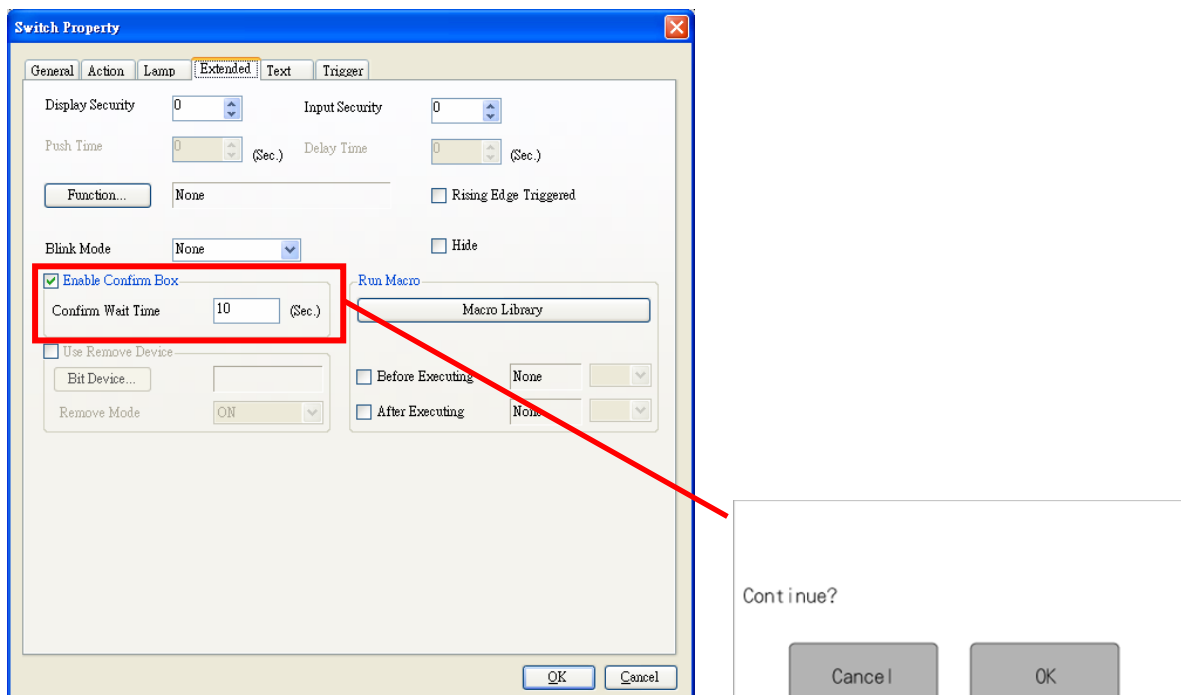 Switch Property
General Action Lamp Extended Text Trigger
Display Security 0 Input Security 0
Push Time 0 (Sec.) Delay Time 0 (Sec.)
Function... None Rising Edge Triggered
Blink Mode None Hide
Enable Confirm Box Run Macro
Confirm Wait Time 10 (Sec.) Macro Library
Use Remove Device
Bit Device... Before Executing None
Remove Mode ON After Executing None
Continue?
Cancel OK
OK Cancel